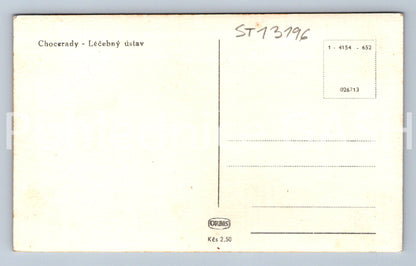 Chocerady - Léčebný ústav
ST13196
1 - 4154 - 652
026713
ORBIS
Kčs 2,50